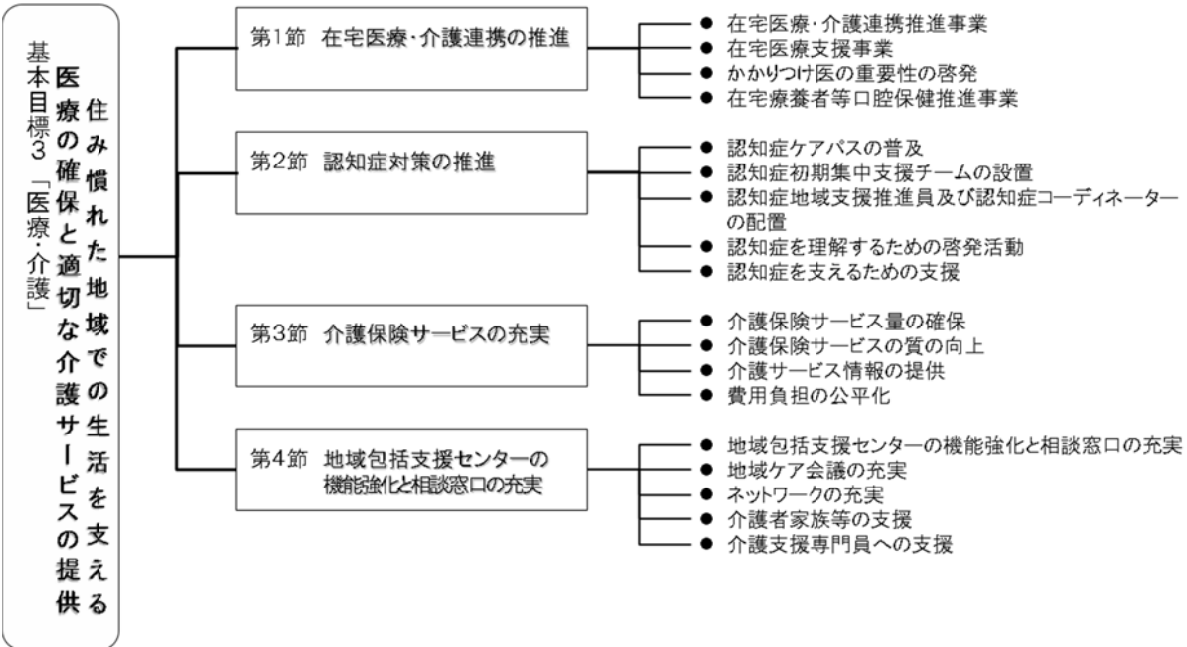 基本目標３「医療・介護」
住み慣れた地域での生活を支える
医療の確保と適切な介護サービスの提供
第１節 在宅医療・介護連携の推進
● 在宅医療・介護連携推進事業
● 在宅医療支援事業
● かかりつけ医の重要性の啓発
● 在宅療養者等口腔保健推進事業
第２節 認知症対策の推進
● 認知症ケアパスの普及
● 認知症初期集中支援チームの設置
● 認知症地域支援推進員及び認知症コーディネーター
の配置
● 認知症を理解するための啓発活動
● 認知症を支えるための支援
第３節 介護保険サービスの充実
● 介護保険サービス量の確保
● 介護保険サービスの質の向上
● 介護サービス情報の提供
● 費用負担の公平化
第４節 地域包括支援センターの
機能強化と相談窓口の充実
● 地域包括支援センターの機能強化と相談窓口の充実
● 地域ケア会議の充実
● ネットワークの充実
● 介護者家族等の支援
● 介護支援専門員への支援